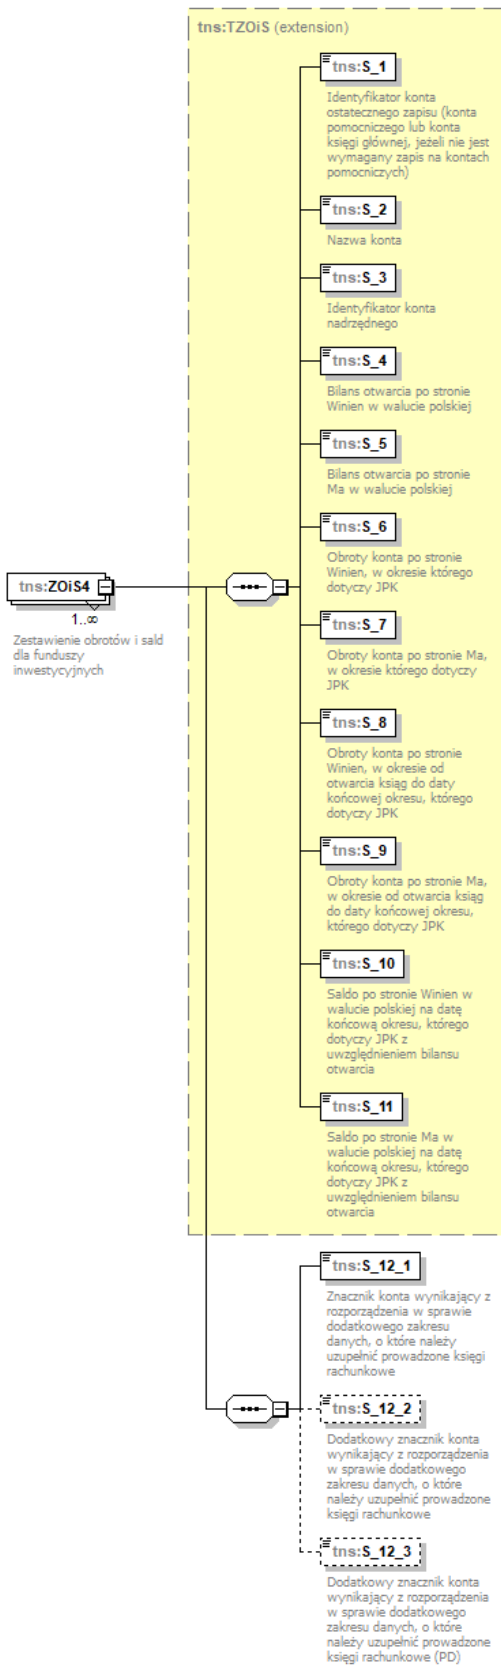 tns:TZOiS (extension)
tns:S_1
Identyfikator konta
ostatecznego zapisu (konta
pomocniczego lub konta
księgi głównej, jeżeli nie jest
wymagany zapis na kontach
pomocniczych)
tns:S_2
Nazwa konta
tns:S_3
Identyfikator konta
nadrzędnego
tns:S_4
Bilans otwarcia po stronie
Winien w walucie polskiej
tns:S_5
Bilans otwarcia po stronie
Ma w walucie polskiej
tns:S_6
Obroty konta po stronie
Winien, w okresie którego
dotyczy JPK
tns:ZOiS4
1..∞
Zestawienie obrotów i sald
dla funduszy
inwestycyjnych
tns:S_7
Obroty konta po stronie Ma,
w okresie którego dotyczy
JPK
tns:S_8
Obroty konta po stronie
Winien, w okresie od
otwarcia ksiąg do daty
końcowej okresu, którego
dotyczy JPK
tns:S_9
Obroty konta po stronie Ma,
w okresie od otwarcia ksiąg
do daty końcowej okresu,
którego dotyczy JPK
tns:S_10
Saldo po stronie Winien w
walucie polskiej na datę
końcową okresu, którego
dotyczy JPK z
uwzględnieniem bilansu
otwarcia
tns:S_11
Saldo po stronie Ma w
walucie polskiej na datę
końcową okresu, którego
dotyczy JPK z
uwzględnieniem bilansu
otwarcia
tns:S_12_1
Znacznik konta wynikający z
rozporządzenia w sprawie
dodatkowego zakresu
danych, o które należy
uzupełnić prowadzone księgi
rachunkowe
tns:S_12_2
Dodatkowy znacznik konta
wynikający z rozporządzenia
w sprawie dodatkowego
zakresu danych, o które
należy uzupełnić prowadzone
księgi rachunkowe
tns:S_12_3
Dodatkowy znacznik konta
wynikający z rozporządzenia
w sprawie dodatkowego
zakresu danych, o które
należy uzupełnić prowadzone
księgi rachunkowe (PD)